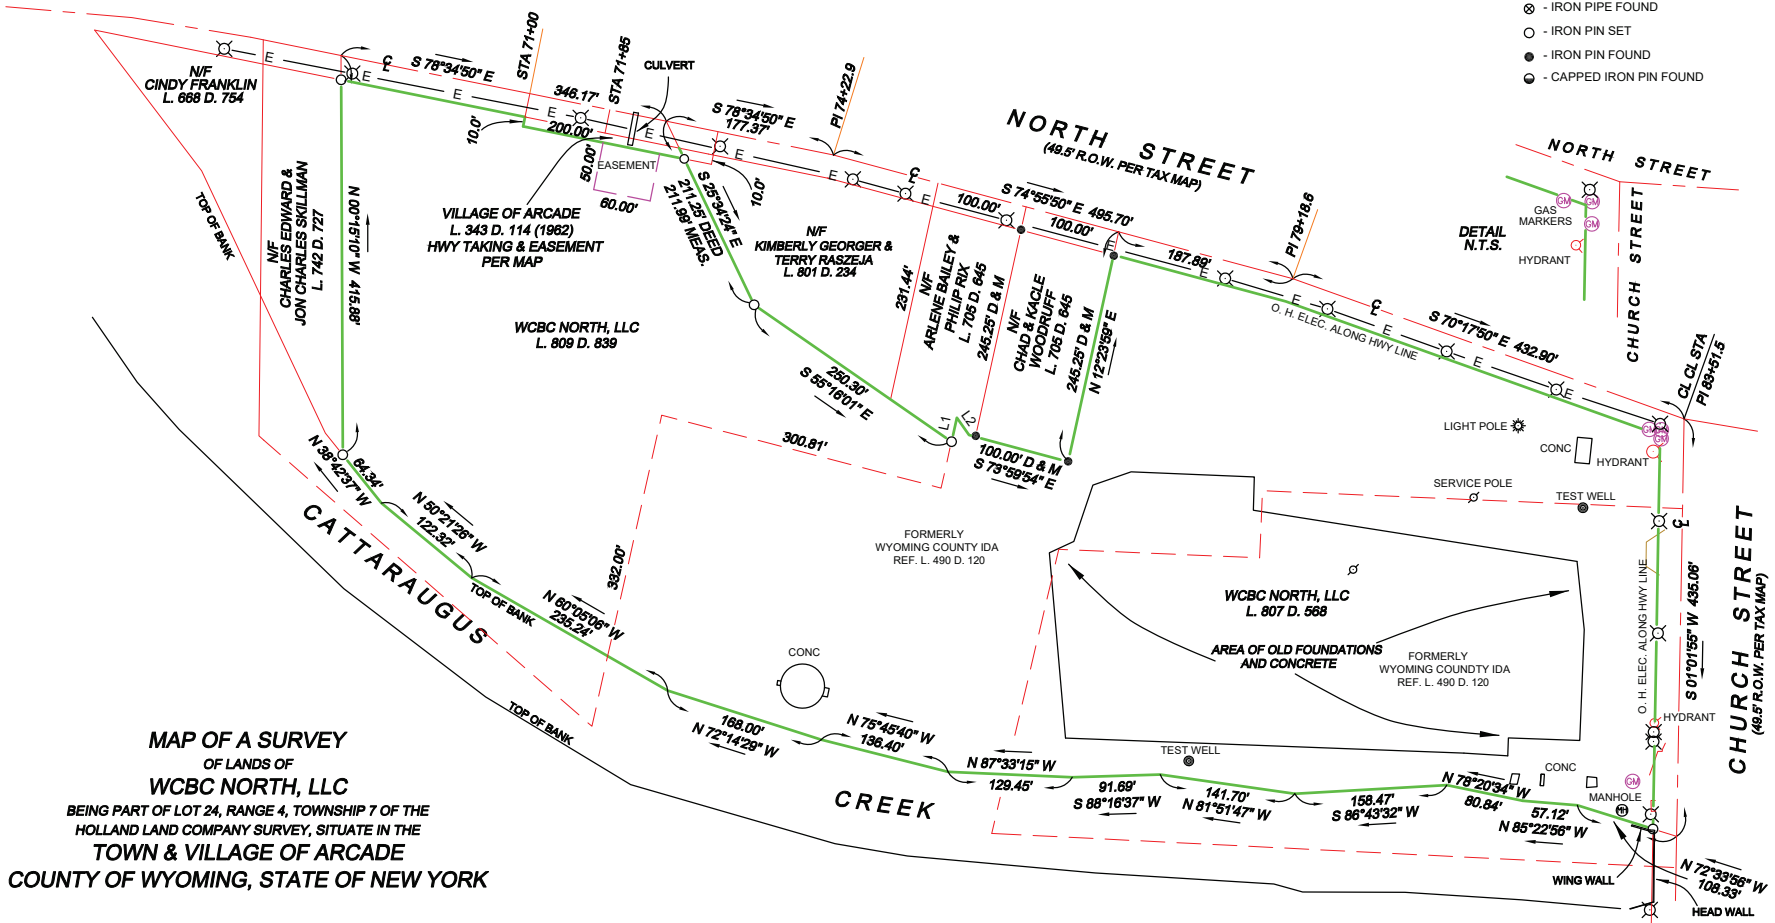 - IRON PIPE FOUND
- IRON PIN SET
- IRON PIN FOUND
- CAPPED IRON PIN FOUND
N/F
CINDY FRANKLIN
L. 668 D. 754
S 78°34'50" E
CL
346.17'
STA 71+00
STA 71+85
CULVERT
S 78°34'50" E
177.37'
PI 74+22.9
NORTH STREET
(49.5' R.O.W. PER TAX MAP)
CL
10.0'
200.00'
EASEMENT
50.00'
60.00'
10.0'
VILLAGE OF ARCADE
L. 343 D. 114 (1962)
HWY TAKING & EASEMENT
PER MAP
S 25°34'24" E
211.25' DEED
211.99' MEAS.
N/F
KIMBERLY GEORGER &
TERRY RASZEJA
L. 801 D. 234
TOP OF BANK
N/F
CHARLES EDWARD &
JON CHARLES SKILLMAN
L. 742 D. 727
N 00°15'10" W 415.88'
WCBC NORTH, LLC
L. 809 D. 839
231.44'
N/F
ARLENE BAILEY &
PHILIP RIX
L. 705 D. 645
245.25' D & M
N/F
CHAD & KACLE
WOODRUFF
L. 705 D. 645
245.25' D & M
N 12°23'59" E
100.00'
S 74°55'50" E 495.70'
100.00'
187.89'
PI 79+18.6
E E E E E E E E E E E E E E
O. H. ELEC. ALONG HWY LINE
CL
S 70°17'50" E 432.90'
CL CL STA
PI 83+51.5
NORTH STREET
CHURCH STREET
GM
GM
GM
GAS
MARKERS
DETAIL
N.T.S.
HYDRANT
250.30'
S 55°16'01" E
L1
L2
100.00' D & M
S 73°59'54" E
300.81'
332.00'
LIGHT POLE
CONC
HYDRANT
GM
GM
SERVICE POLE
TEST WELL
CL
O. H. ELEC. ALONG HWY LINE
S 01°01'55" W 435.06'
CHURCH STREET
(49.5' R.O.W. PER TAX MAP)
FORMERLY
WYOMING COUNTY IDA
REF. L. 490 D. 120
WCBC NORTH, LLC
L. 807 D. 568
AREA OF OLD FOUNDATIONS
AND CONCRETE
FORMERLY
WYOMING COUNDTY IDA
REF. L. 490 D. 120
N 38°42'37" W
64.34'
N 50°21'26" W
122.32'
CATTARAUGUS
TOP OF BANK
N 60°05'06" W
235.24'
CONC
TOP OF BANK
168.00'
N 72°14'29" W
N 75°45'40" W
136.40'
CREEK
N 87°33'15" W
129.45'
91.69'
S 88°16'37" W
TEST WELL
141.70'
N 81°51'47" W
158.47'
S 86°43'32" W
N 78°20'34" W
80.84'
57.12'
N 85°22'56" W
CONC
GM
MANHOLE
MH
HYDRANT
WING WALL
N 72°33'56" W
108.33'
HEAD WALL
MAP OF A SURVEY
OF LANDS OF
WCBC NORTH, LLC
BEING PART OF LOT 24, RANGE 4, TOWNSHIP 7 OF THE
HOLLAND LAND COMPANY SURVEY, SITUATE IN THE
TOWN & VILLAGE OF ARCADE
COUNTY OF WYOMING, STATE OF NEW YORK